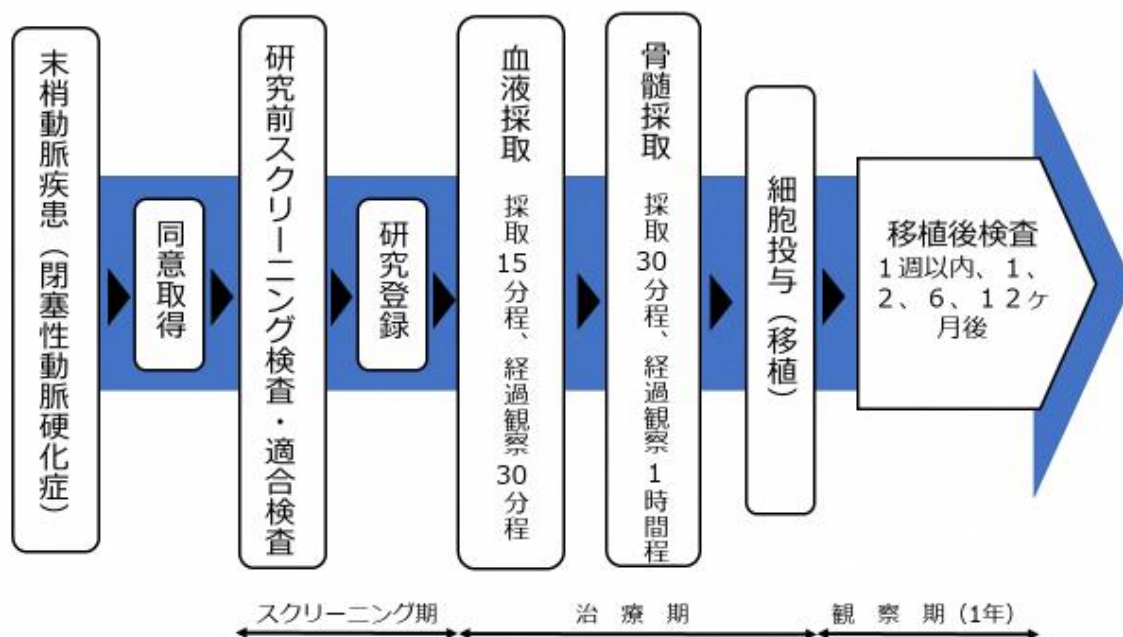 末梢動脈疾患（閉塞性動脈硬化症）
同意取得
研究前スクリーニング検査・適合検査
研究登録
血液採取　採取15分程、経過観察30分程
骨髄採取　採取30分程、経過観察1時間程
細胞投与（移植）
移植後検査
１週以内、１、
２、６、１２ヶ
月後
スクリーニング期
治　療　期
観　察　期（1年）